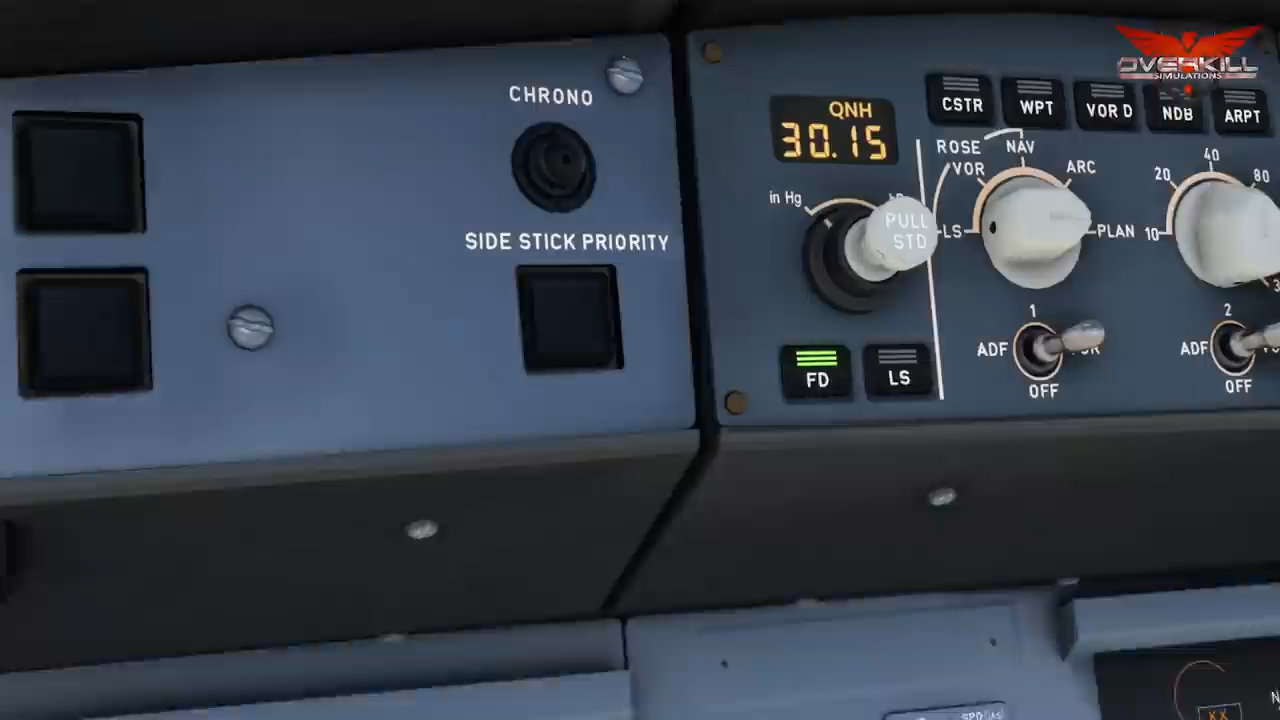 CHRONO
SIDE STICK PRIORITY
QNH
30.15
in Hg
PULL
STD
FD
LS
CSTR
WPT
VOR D
NDB
ARPT
ROSE
NAV
VOR
ARC
LS
PLAN
10
20
40
80
1
ADF
OFF
2
ADF
OFF
OVERKILL
SIMULATIONS